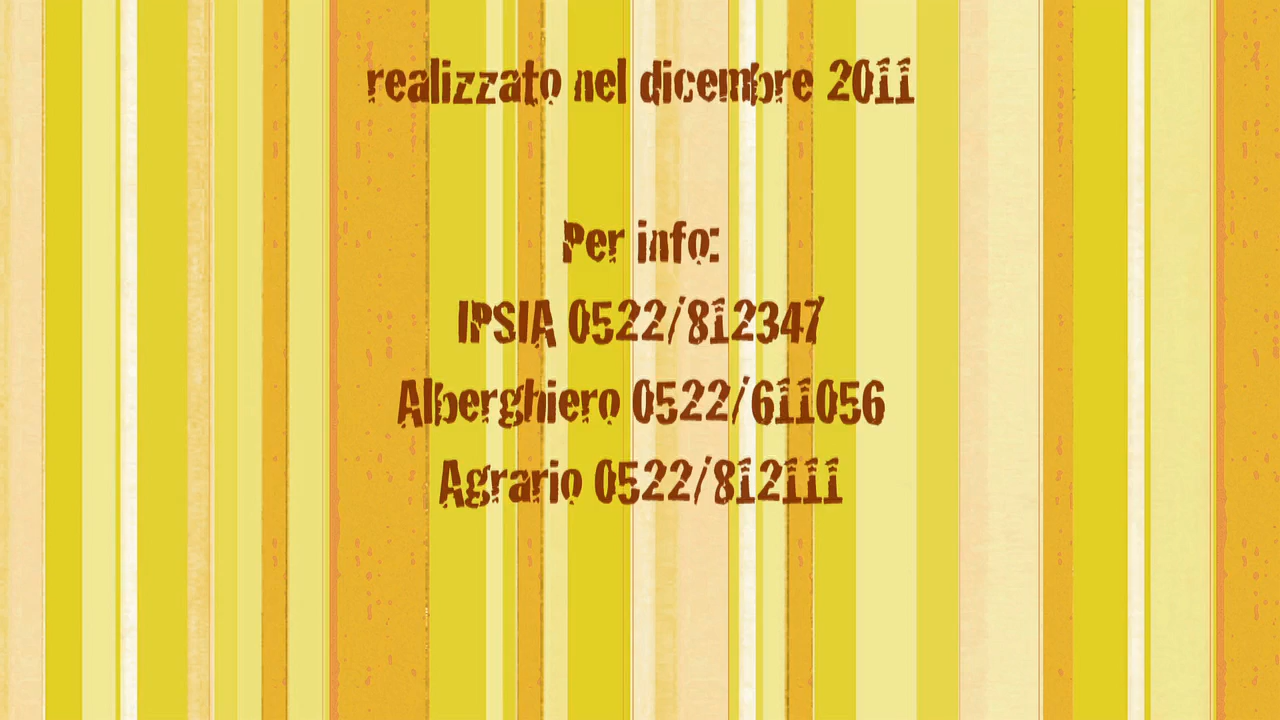 realizzato nel dicembre 2011
Per info:
IPSIA 0522/812347
Alberghiero 0522/611056
Agrario 0522/812111